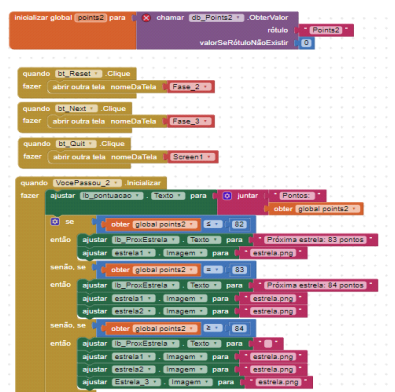 inicializar global points2 para chamar db_Points2 .ObterValor
rótulo " Points2 "
valorSeRótuloNãoExistir 0
quando bt_Reset .Clique
fazer abrir outra tela nomeDaTela Fase_2
quando bt_Next .Clique
fazer abrir outra tela nomeDaTela Fase_3
quando bt_Quit .Clique
fazer abrir outra tela nomeDaTela Screen1
quando VocePassou_2 .Inicializar
fazer ajustar lb_pontuacao . Texto para juntar " Pontos: "
obter global points2
se obter global points2 ≤ 82
então ajustar lb_ProxEstrela . Texto para " Próxima estrela: 83 pontos "
ajustar estrela1 . Imagem para estrela.png
senão, se obter global points2 = 83
então ajustar lb_ProxEstrela . Texto para " Próxima estrela: 84 pontos "
ajustar estrela1 . Imagem para estrela.png
ajustar estrela2 . Imagem para estrela.png
senão, se obter global points2 ≥ 84
então ajustar lb_ProxEstrela . Texto para " "
ajustar estrela1 . Imagem para estrela.png
ajustar estrela2 . Imagem para estrela.png
ajustar Estrela_3 . Imagem para estrela.png